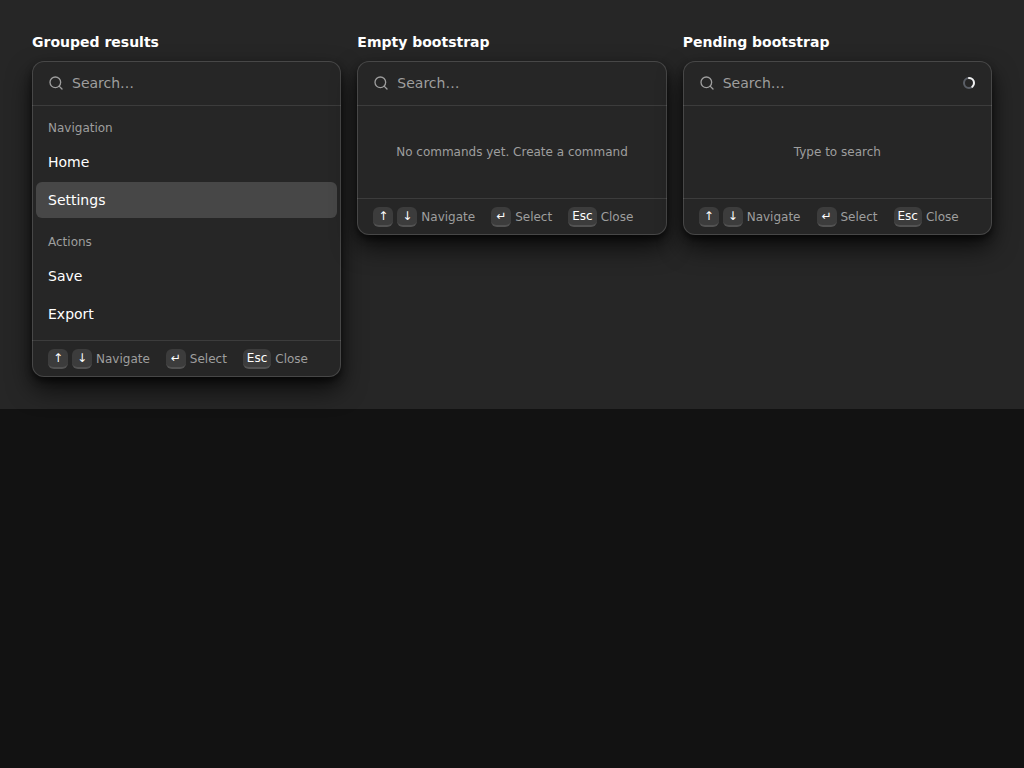 Grouped results
Search...
Navigation
Home
Settings
Actions
Save
Export
↑ ↓ Navigate ↵ Select Esc Close
Empty bootstrap
Search...
No commands yet. Create a command
↑ ↓ Navigate ↵ Select Esc Close
Pending bootstrap
Search...
Type to search
↑ ↓ Navigate ↵ Select Esc Close